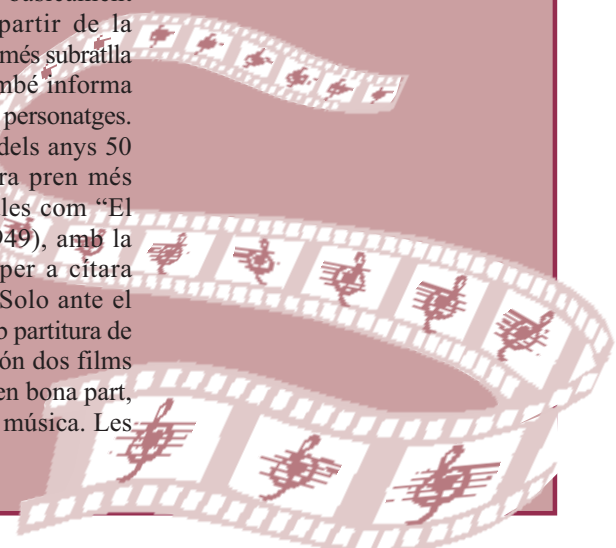 partir de la
més subratlla
mbé informa
personatges.
dels anys 50
ra pren més
les com “El
949), amb la
per a cítara
Solo ante el
b partitura de
ón dos films
en bona part,
música. Les